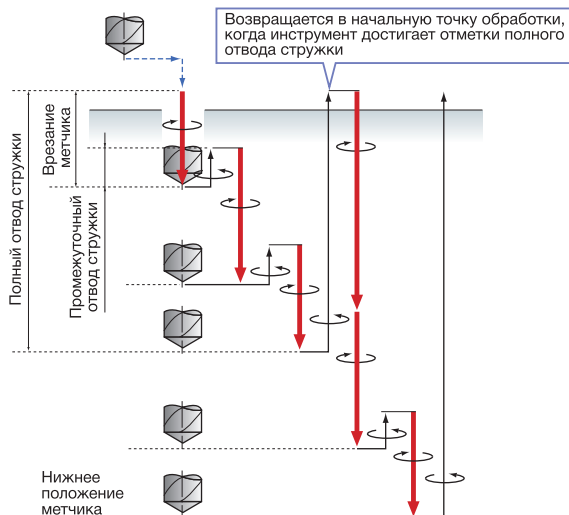 Возвращается в начальную точку обработки,
когда инструмент достигает отметки полного
отвода стружки
Полный отвод стружки
Врезание
метчика
Промежуточный
отвод стружки
Нижнее
положение
метчика